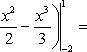 x²/2 − x³/3 )|₋₂¹ =